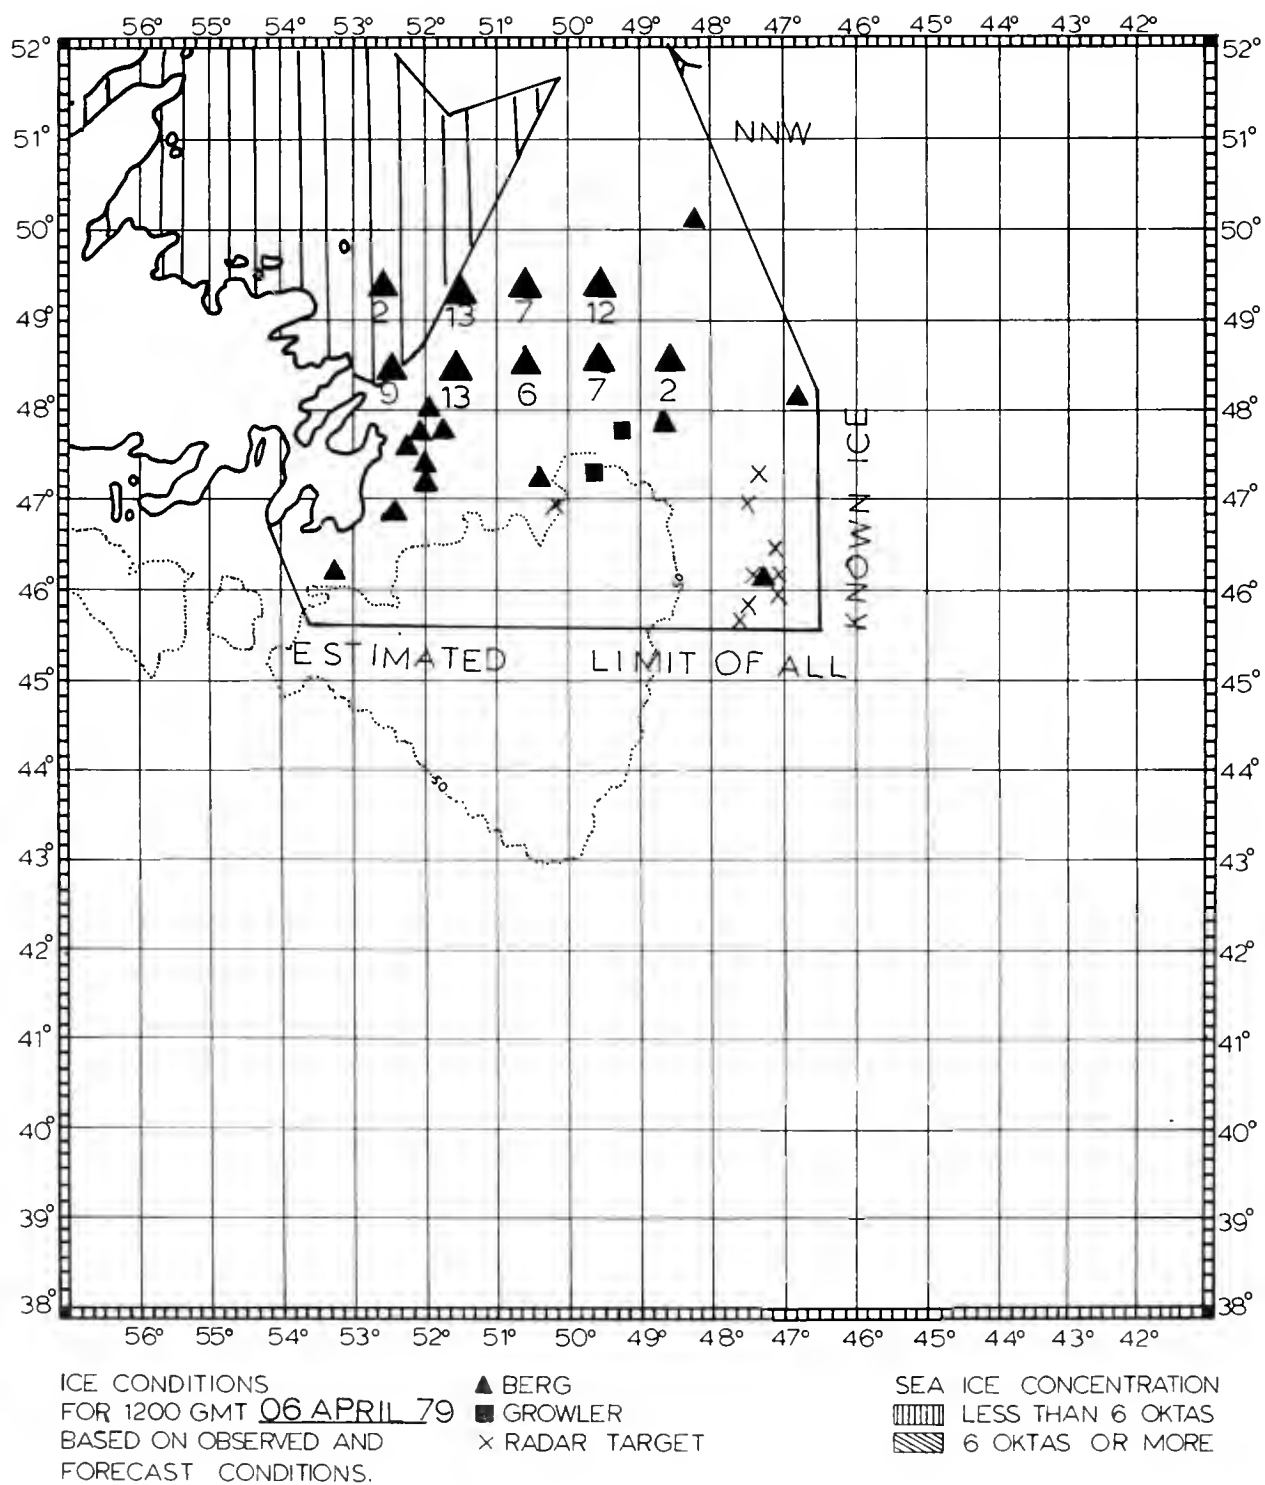 56° 55° 54° 53° 52° 51° 50° 49° 48° 47° 46° 45° 44° 43° 42°
52° 52°
51° NNW 51°
50° 50°
2 13 7 12
49° 49°
9 13 6 7 2
48° 48°
KNOWN ICE
47° 47°
50
46° 46°
ESTIMATED LIMIT OF ALL
45° 45°
44° 44°
50
43° 43°
42° 42°
41° 41°
40° 40°
39° 39°
38° 38°
56° 55° 54° 53° 52° 51° 50° 49° 48° 47° 46° 45° 44° 43° 42°
ICE CONDITIONS
FOR 1200 GMT 06 APRIL 79
BASED ON OBSERVED AND
FORECAST CONDITIONS.
BERG
GROWLER
× RADAR TARGET
SEA ICE CONCENTRATION
LESS THAN 6 OKTAS
6 OKTAS OR MORE